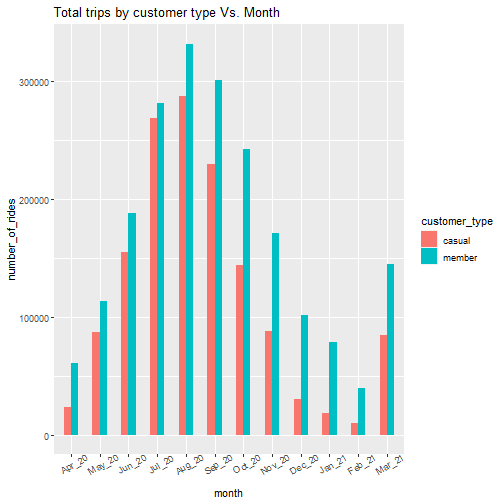 Total trips by customer type Vs. Month
number_of_rides
300000
200000
100000
0
Apr_20
May_20
Jun_20
Jul_20
Aug_20
Sep_20
Oct_20
Nov_20
Dec_20
Jan_21
Feb_21
Mar_21
month
customer_type
casual
member